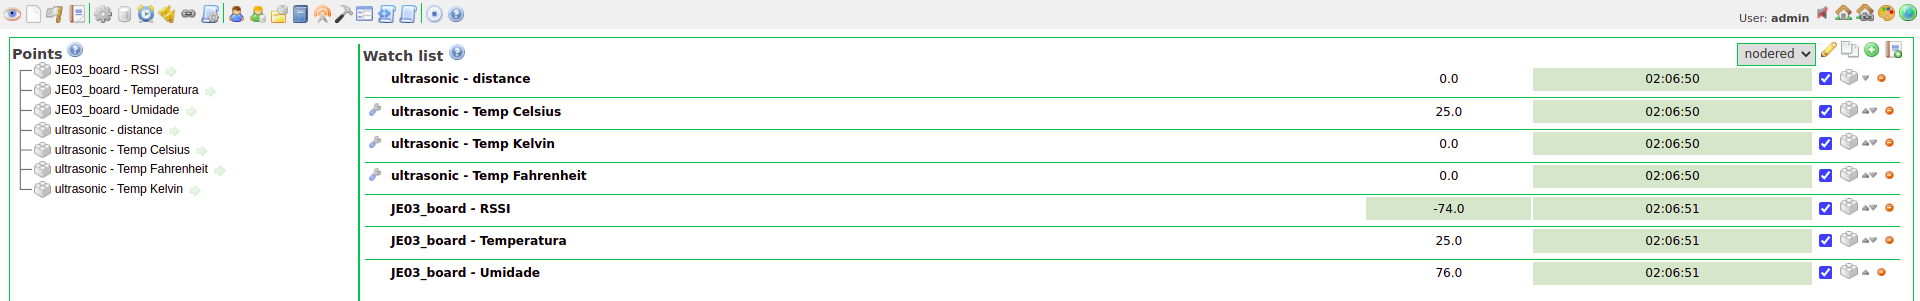 User: admin
Points
JE03_board - RSSI
JE03_board - Temperatura
JE03_board - Umidade
ultrasonic - distance
ultrasonic - Temp Celsius
ultrasonic - Temp Fahrenheit
ultrasonic - Temp Kelvin
Watch list
nodered
ultrasonic - distance 0.0 02:06:50
ultrasonic - Temp Celsius 25.0 02:06:50
ultrasonic - Temp Kelvin 0.0 02:06:50
ultrasonic - Temp Fahrenheit 0.0 02:06:50
JE03_board - RSSI -74.0 02:06:51
JE03_board - Temperatura 25.0 02:06:51
JE03_board - Umidade 76.0 02:06:51